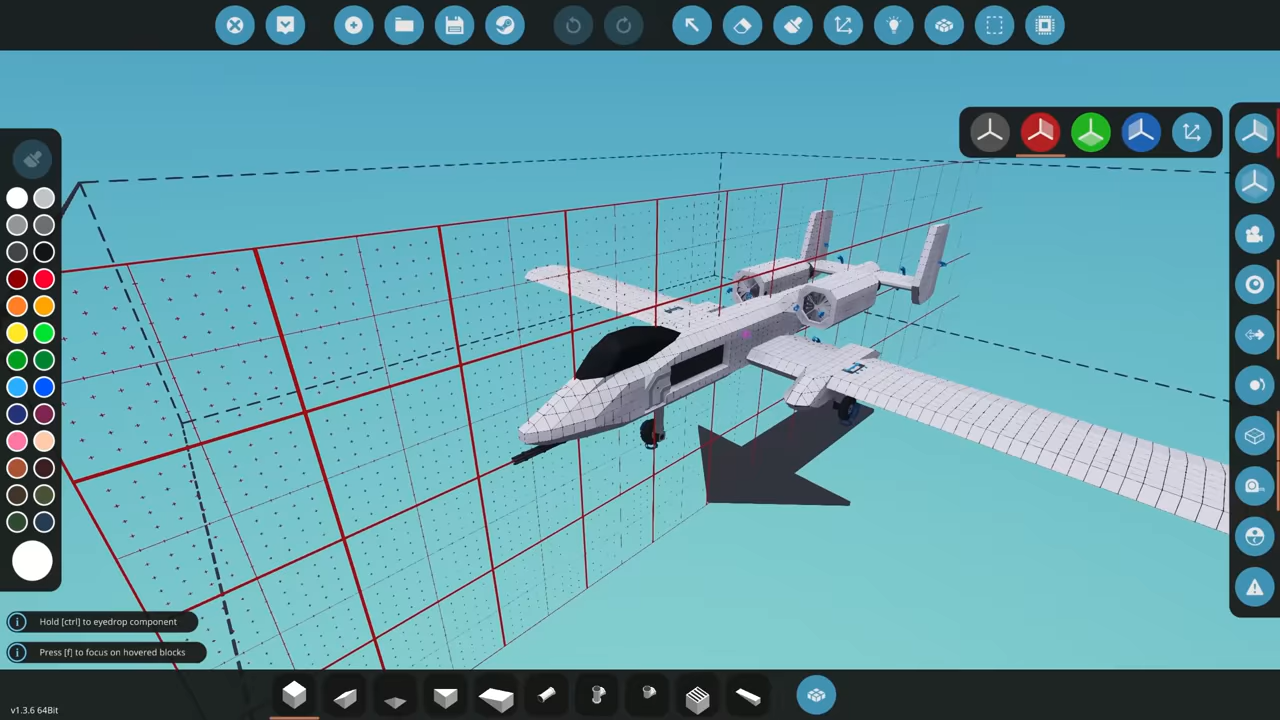 Hold [ctrl] to eyedrop component
Press [f] to focus on hovered blocks
v1.3.6 64Bit